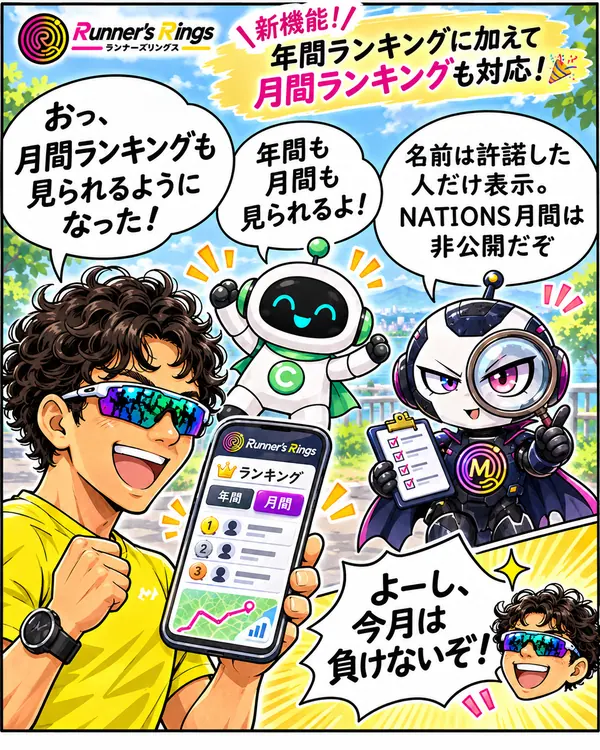 Runner's Rings
ランナーズリングス
新機能!
年間ランキングに加えて
月間ランキングも対応!
おっ、
月間ランキングも
見られるように
なった!
年間も
月間も
見られるよ!
名前は許諾した
人だけ表示。
NATIONS月間は
非公開だぞ
C
M
Runner's Rings
ランキング
年間
月間
1
2
3
よーし、
今月は
負けないぞ!